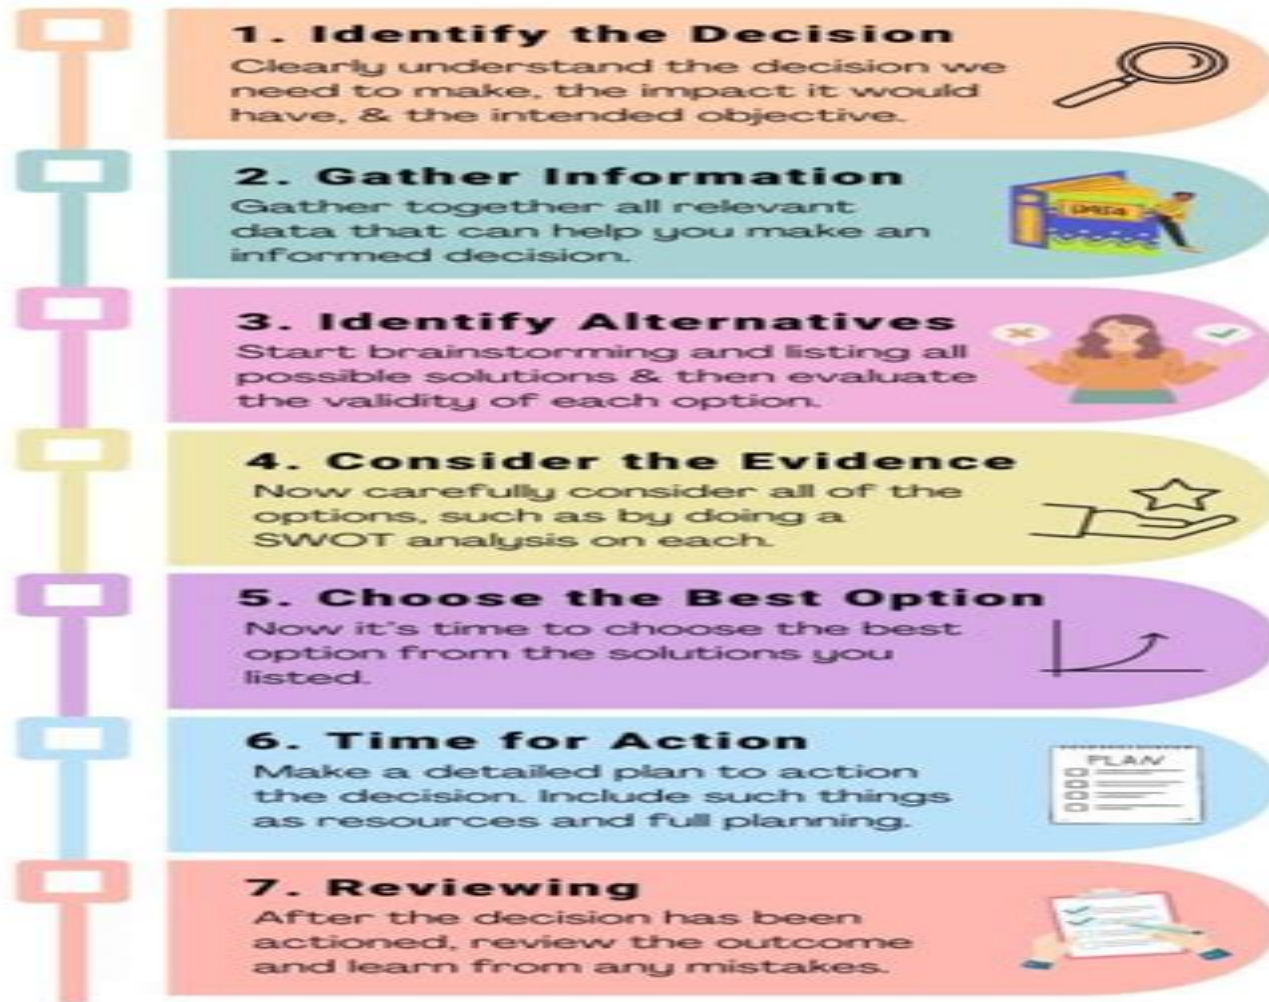 1. Identify the Decision
Clearly understand the decision we
need to make, the impact it would
have, & the intended objective.
2. Gather Information
Gather together all relevant
data that can help you make an
informed decision.
DATA
3. Identify Alternatives
Start brainstorming and listing all
possible solutions & then evaluate
the validity of each option.
4. Consider the Evidence
Now carefully consider all of the
options, such as by doing a
SWOT analysis on each.
5. Choose the Best Option
Now it's time to choose the best
option from the solutions you
listed.
6. Time for Action
Make a detailed plan to action
the decision. Include such things
as resources and full planning.
PLAN
7. Reviewing
After the decision has been
actioned, review the outcome
and learn from any mistakes.